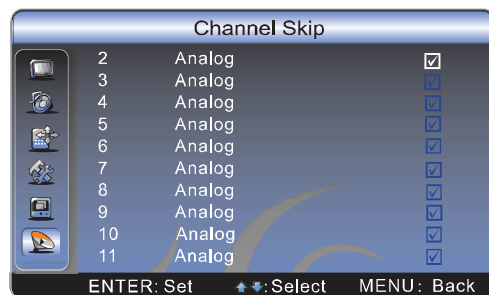 Channel Skip
2 Analog
3 Analog
4 Analog
5 Analog
6 Analog
7 Analog
8 Analog
9 Analog
10 Analog
11 Analog
ENTER: Set :Select MENU: Back